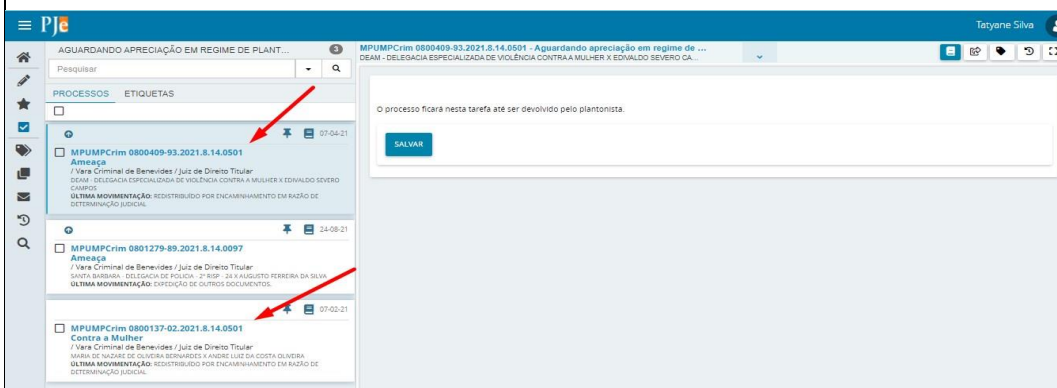 PJe
Tatyane Silva
AGUARDANDO APRECIAÇÃO EM REGIME DE PLANT...
3
Pesquisar
PROCESSOS
ETIQUETAS
07-04-21
MPUMPCrim 0800409-93.2021.8.14.0501
Ameaça
/ Vara Criminal de Benevides / Juiz de Direito Titular
DEAM - DELEGACIA ESPECIALIZADA DE VIOLÊNCIA CONTRA A MULHER X EDIVALDO SEVERO
CAMPOS
ÚLTIMA MOVIMENTAÇÃO: REDISTRIBUÍDO POR ENCAMINHAMENTO EM RAZÃO DE
DETERMINAÇÃO JUDICIAL
24-08-21
MPUMPCrim 0801279-89.2021.8.14.0097
Ameaça
/ Vara Criminal de Benevides / Juiz de Direito Titular
SANTA BARBARA - DELEGACIA DE POLICIA - 2ª RISP - 24 X AUGUSTO FERREIRA DA SILVA
ÚLTIMA MOVIMENTAÇÃO: EXPEDIÇÃO DE OUTROS DOCUMENTOS.
07-02-21
MPUMPCrim 0800137-02.2021.8.14.0501
Contra a Mulher
/ Vara Criminal de Benevides / Juiz de Direito Titular
MARIA DE NAZARE DE OLIVEIRA BERNARDES X ANDRE LUIZ DA COSTA OLIVEIRA
ÚLTIMA MOVIMENTAÇÃO: REDISTRIBUÍDO POR ENCAMINHAMENTO EM RAZÃO DE
DETERMINAÇÃO JUDICIAL
MPUMPCrim 0800409-93.2021.8.14.0501 - Aguardando apreciação em regime de ...
DEAM - DELEGACIA ESPECIALIZADA DE VIOLÊNCIA CONTRA A MULHER X EDIVALDO SEVERO CA...
O processo ficará nesta tarefa até ser devolvido pelo plantonista.
SALVAR